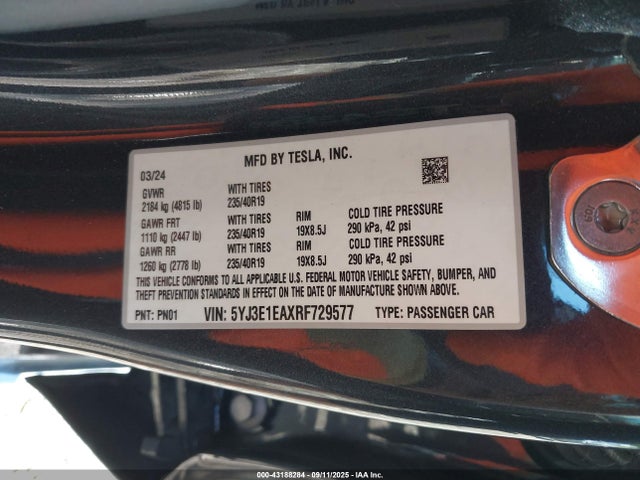 MFD BY TESLA, INC.
03/24
GVWR WITH TIRES
2184 kg (4815 lb) 235/40R19
GAWR FRT WITH TIRES RIM COLD TIRE PRESSURE
1110 kg (2447 lb) 235/40R19 19X8.5J 290 kPa, 42 psi
GAWR RR WITH TIRES RIM COLD TIRE PRESSURE
1260 kg (2778 lb) 235/40R19 19X8.5J 290 kPa, 42 psi
THIS VEHICLE CONFORMS TO ALL APPLICABLE U.S. FEDERAL MOTOR VEHICLE SAFETY, BUMPER, AND
THEFT PREVENTION STANDARDS IN EFFECT ON THE DATE OF MANUFACTURE SHOWN ABOVE.
PNT: PN01 VIN: 5YJ3E1EAXRF729577 TYPE: PASSENGER CAR
000-43188284 - 09/11/2025 - IAA Inc.